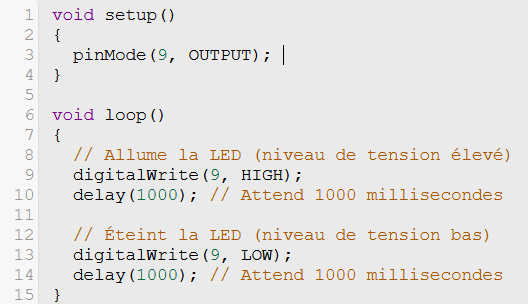 1 void setup()
2 {
3   pinMode(9, OUTPUT);
4 }
5
6 void loop()
7 {
8   // Allume la LED (niveau de tension élevé)
9   digitalWrite(9, HIGH);
10   delay(1000); // Attend 1000 millisecondes
11
12   // Éteint la LED (niveau de tension bas)
13   digitalWrite(9, LOW);
14   delay(1000); // Attend 1000 millisecondes
15 }